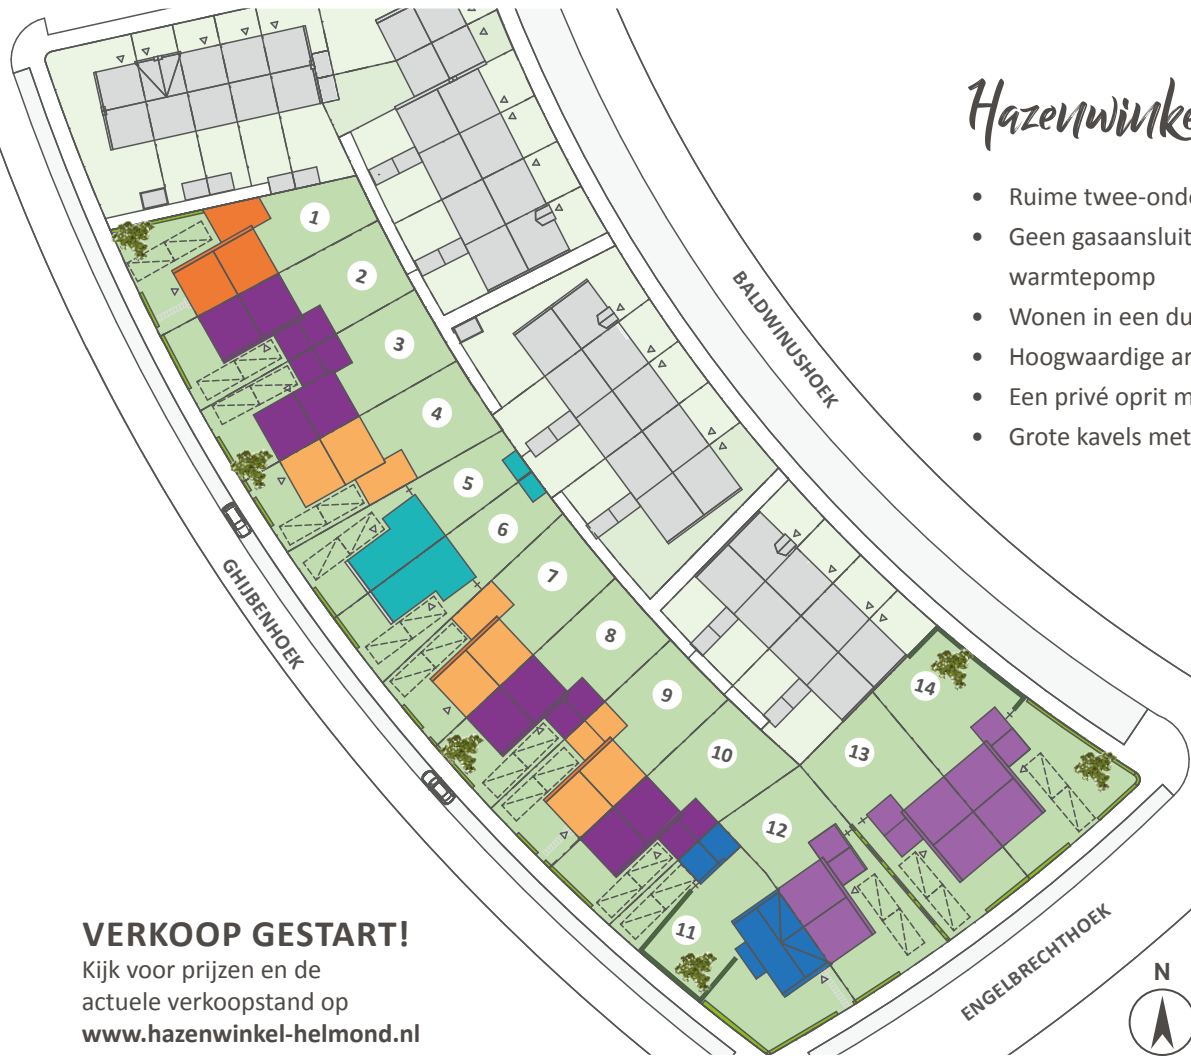 Hazenwinke
• Ruime twee-onde
• Geen gasaansluit
warmtepomp
• Wonen in een du
• Hoogwaardige ar
• Een privé oprit m
• Grote kavels met
BALDWINUSHOEK
GHIJBENHOEK
ENGELBRECHTHOEK
1
2
3
4
5
6
7
8
9
10
11
12
13
14
VERKOOP GESTART!
Kijk voor prijzen en de
actuele verkoopstand op
www.hazenwinkel-helmond.nl
N